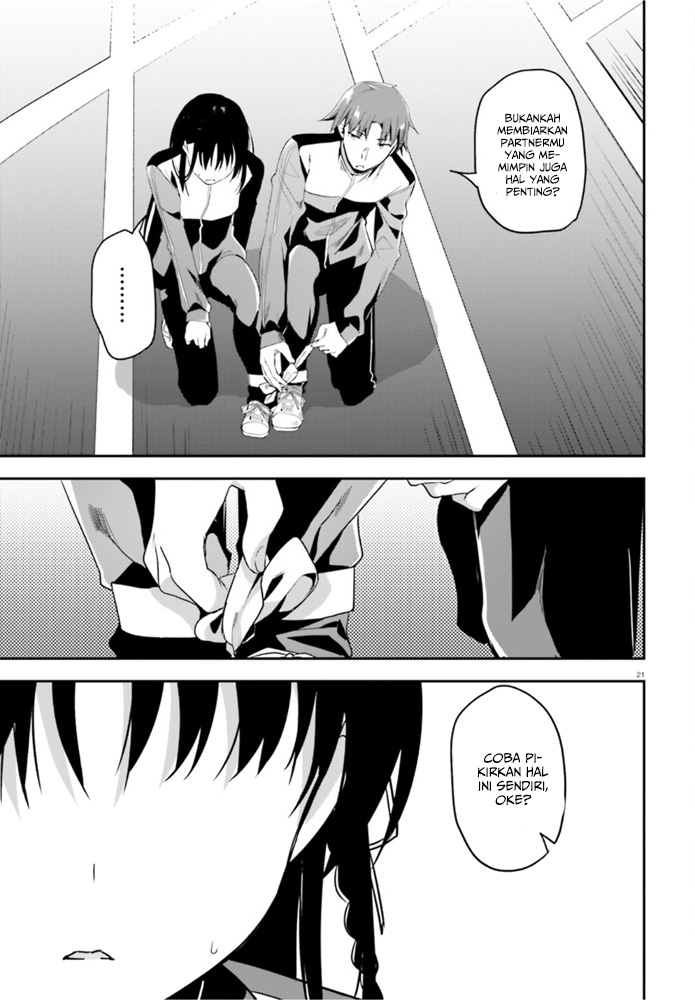 BUKANKAH
MEMBIARKAN
PARTNERMU
YANG ME-
MIMPIN JUGA
HAL YANG
PENTING?
.........
21
COBA PI-
KIRKAN HAL
INI SENDIRI,
OKE?